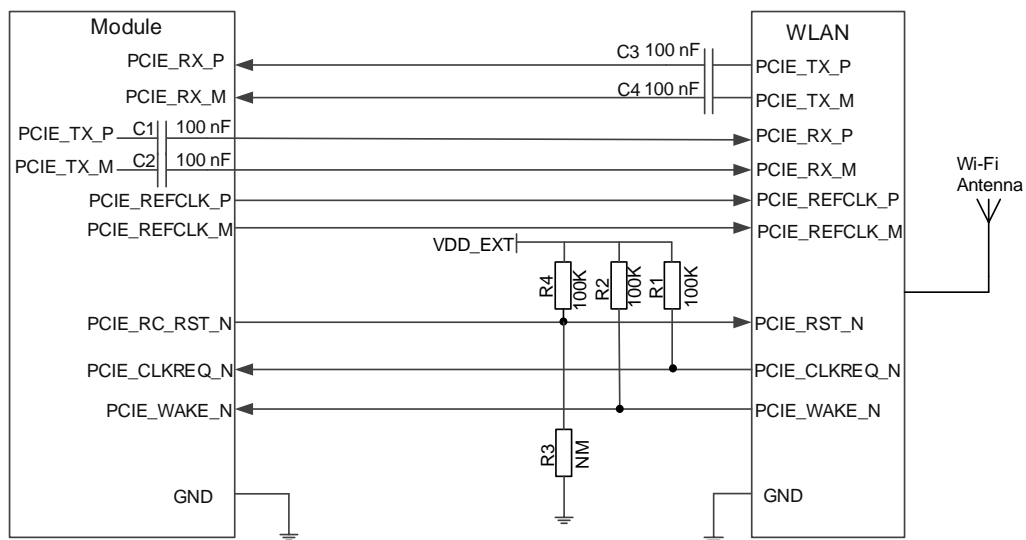 Module
WLAN
PCIE_RX_P
C3 100 nF
PCIE_TX_P
PCIE_RX_M
C4 100 nF
PCIE_TX_M
PCIE_TX_P
C1
100 nF
PCIE_RX_P
PCIE_TX_M
C2
100 nF
PCIE_RX_M
Wi-Fi
Antenna
PCIE_REFCLK_P
PCIE_REFCLK_P
PCIE_REFCLK_M
PCIE_REFCLK_M
VDD_EXT
R4
100K
R2
100K
R1
100K
PCIE_RC_RST_N
PCIE_RST_N
PCIE_CLKREQ_N
PCIE_CLKREQ_N
PCIE_WAKE_N
PCIE_WAKE_N
R3
NM
GND
GND